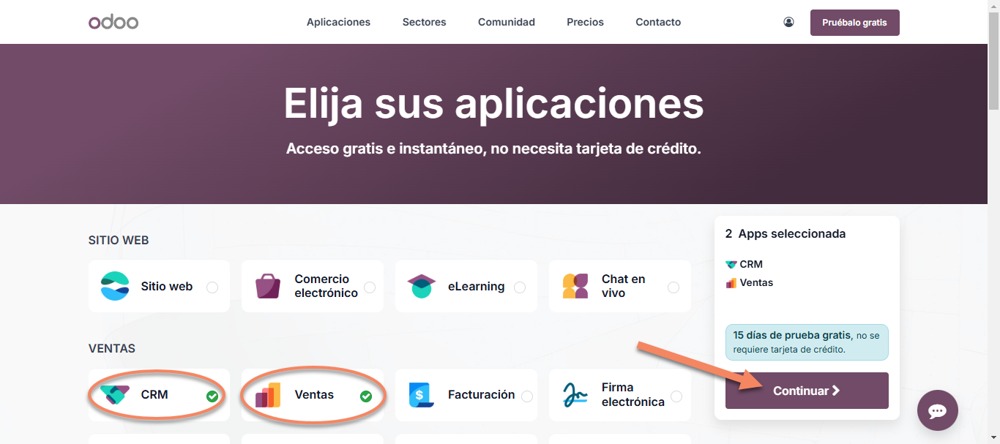 odoo
Aplicaciones
Sectores
Comunidad
Precios
Contacto
Pruébalo gratis
Elija sus aplicaciones
Acceso gratis e instantáneo, no necesita tarjeta de crédito.
SITIO WEB
Sitio web
Comercio
electrónico
eLearning
Chat en
vivo
VENTAS
CRM
Ventas
Facturación
Firma
electrónica
2 Apps seleccionada
CRM
Ventas
15 días de prueba gratis, no se
requiere tarjeta de crédito.
Continuar